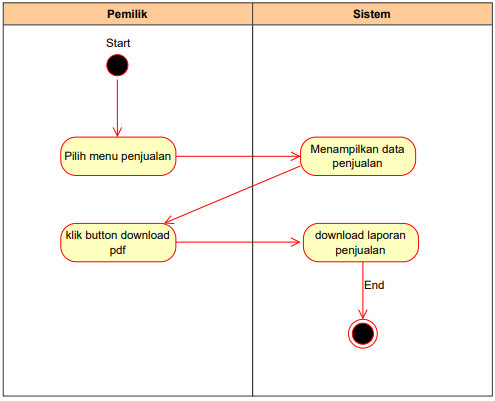 Pemilik
Sistem
Start
Pilih menu penjualan
Menampilkan data
penjualan
klik button download
pdf
download laporan
penjualan
End